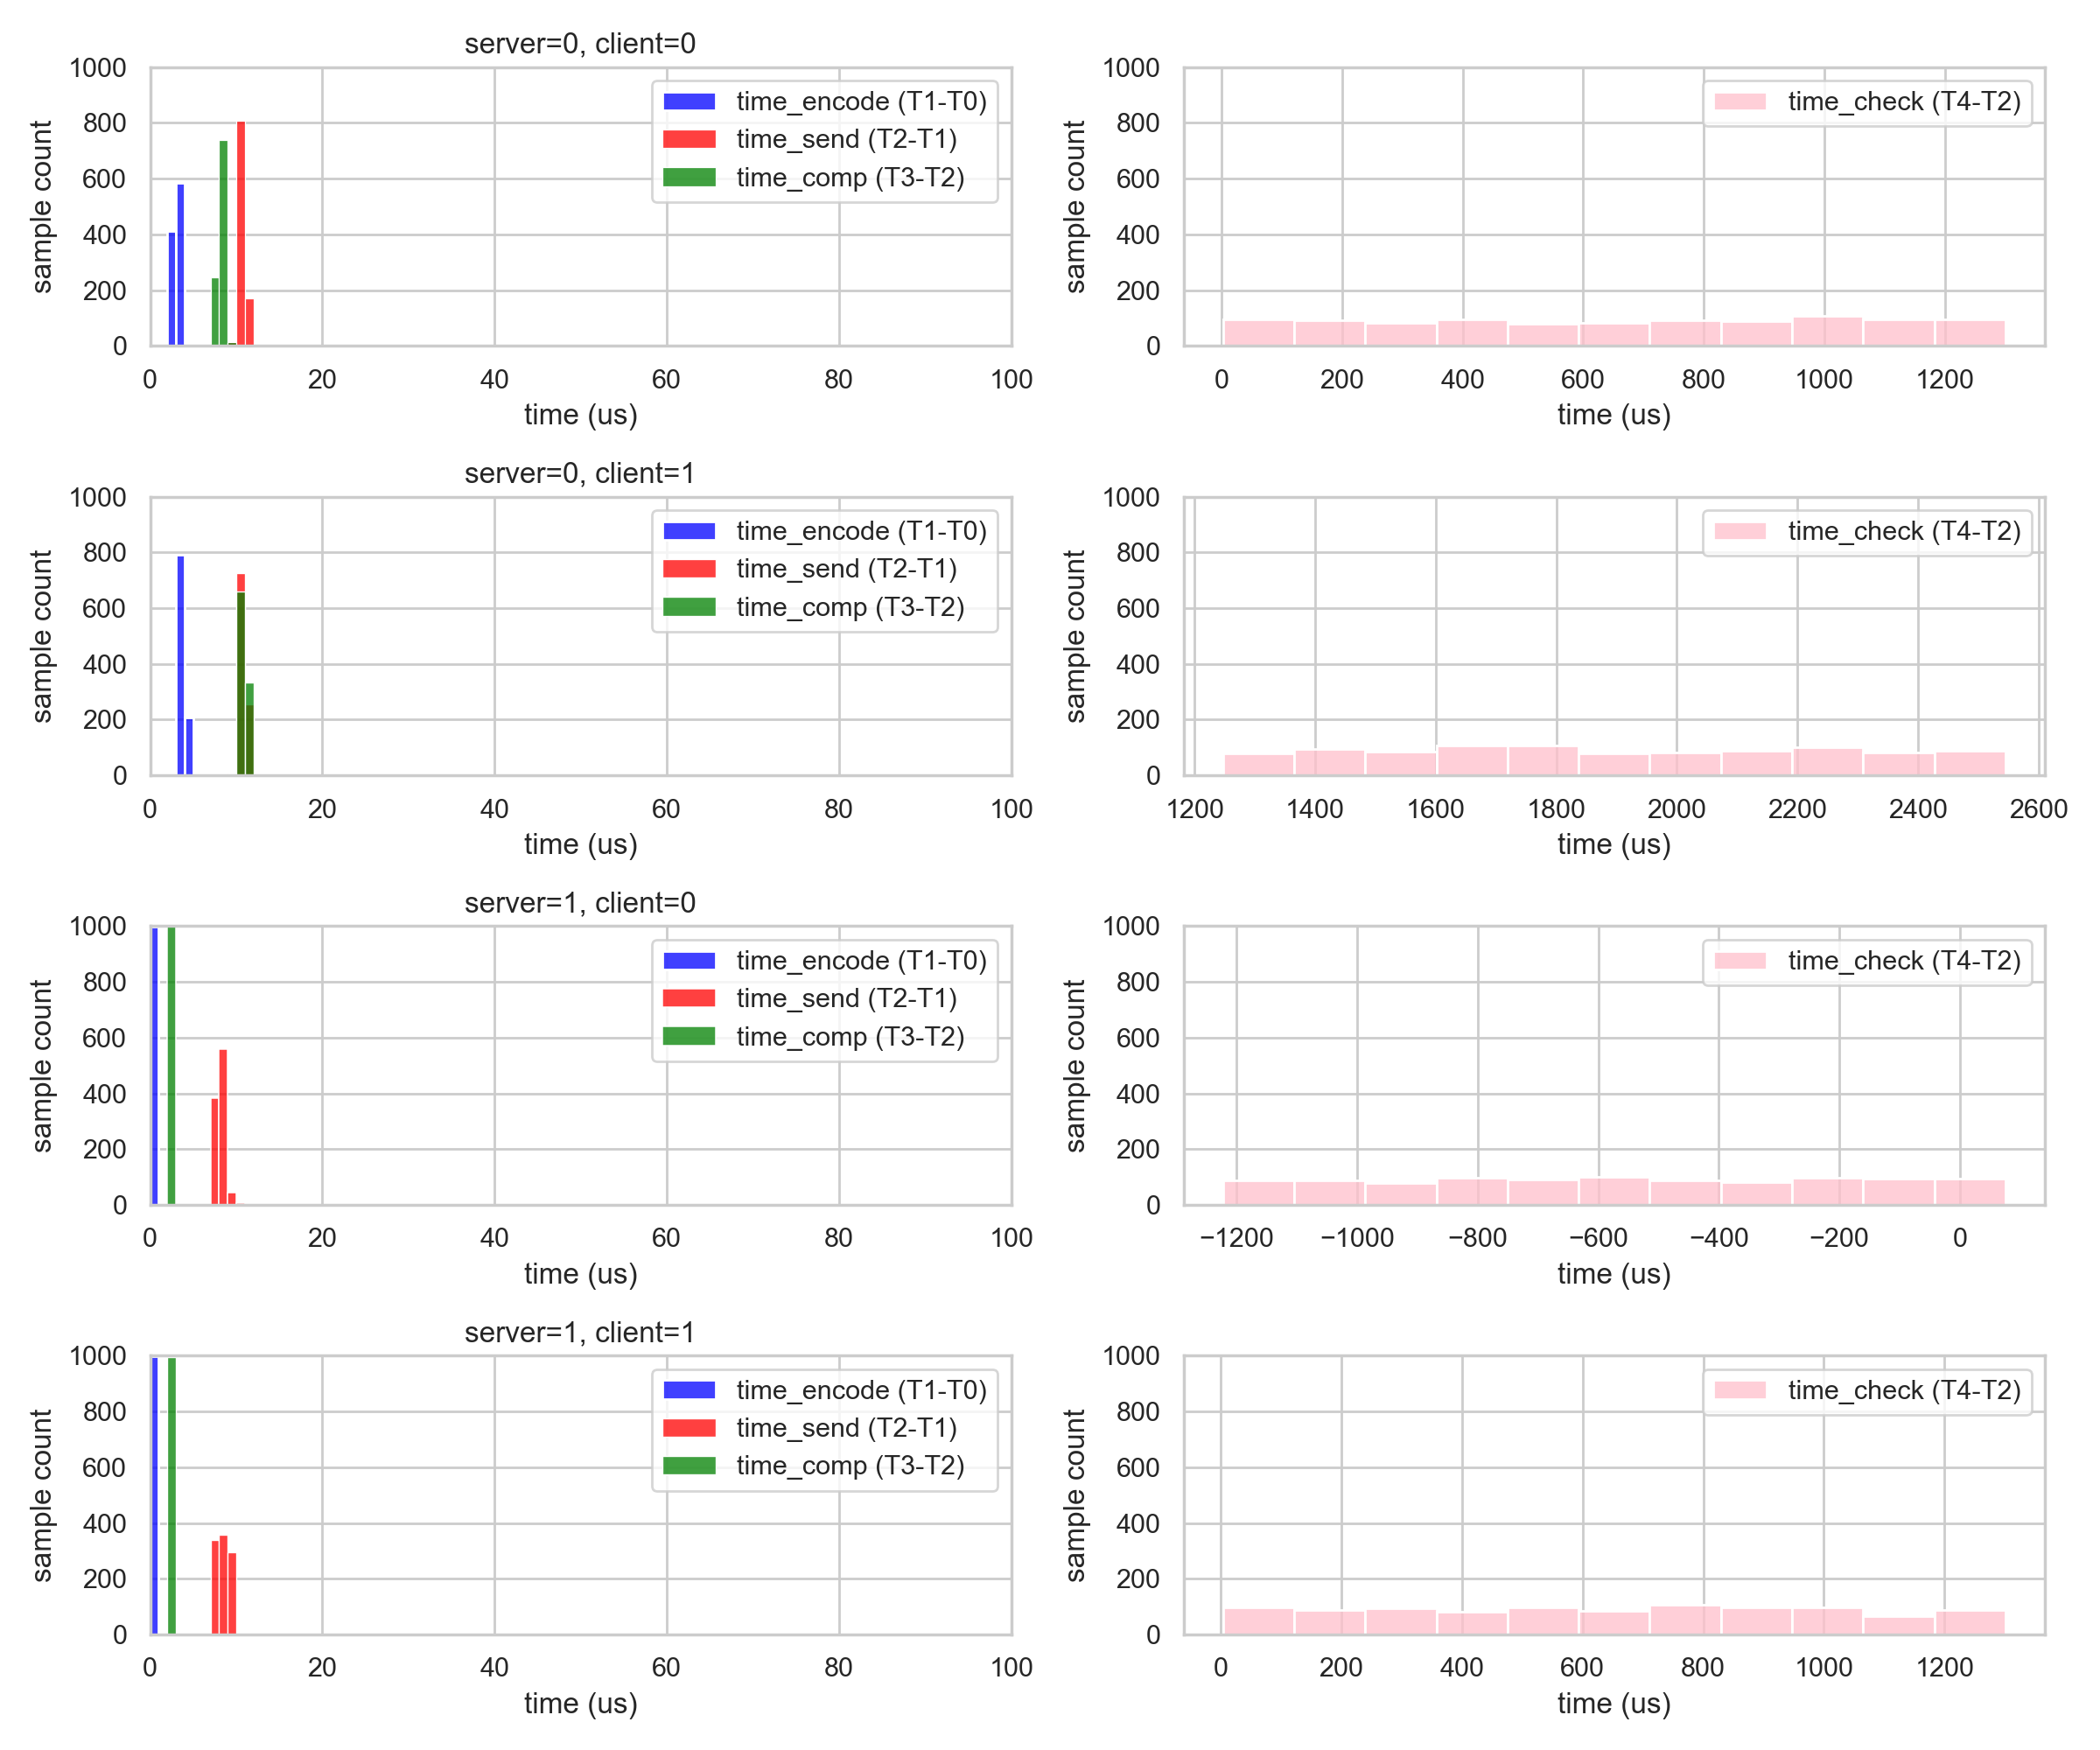 server=0, client=0
1000
800
600
400
200
0
sample count
time_encode (T1-T0)
time_send (T2-T1)
time_comp (T3-T2)
0 20 40 60 80 100
time (us)
1000
800
600
400
200
0
sample count
time_check (T4-T2)
0 200 400 600 800 1000 1200
time (us)
server=0, client=1
1000
800
600
400
200
0
sample count
time_encode (T1-T0)
time_send (T2-T1)
time_comp (T3-T2)
0 20 40 60 80 100
time (us)
1000
800
600
400
200
0
sample count
time_check (T4-T2)
1200 1400 1600 1800 2000 2200 2400 2600
time (us)
server=1, client=0
1000
800
600
400
200
0
sample count
time_encode (T1-T0)
time_send (T2-T1)
time_comp (T3-T2)
0 20 40 60 80 100
time (us)
1000
800
600
400
200
0
sample count
time_check (T4-T2)
−1200 −1000 −800 −600 −400 −200 0
time (us)
server=1, client=1
1000
800
600
400
200
0
sample count
time_encode (T1-T0)
time_send (T2-T1)
time_comp (T3-T2)
0 20 40 60 80 100
time (us)
1000
800
600
400
200
0
sample count
time_check (T4-T2)
0 200 400 600 800 1000 1200
time (us)